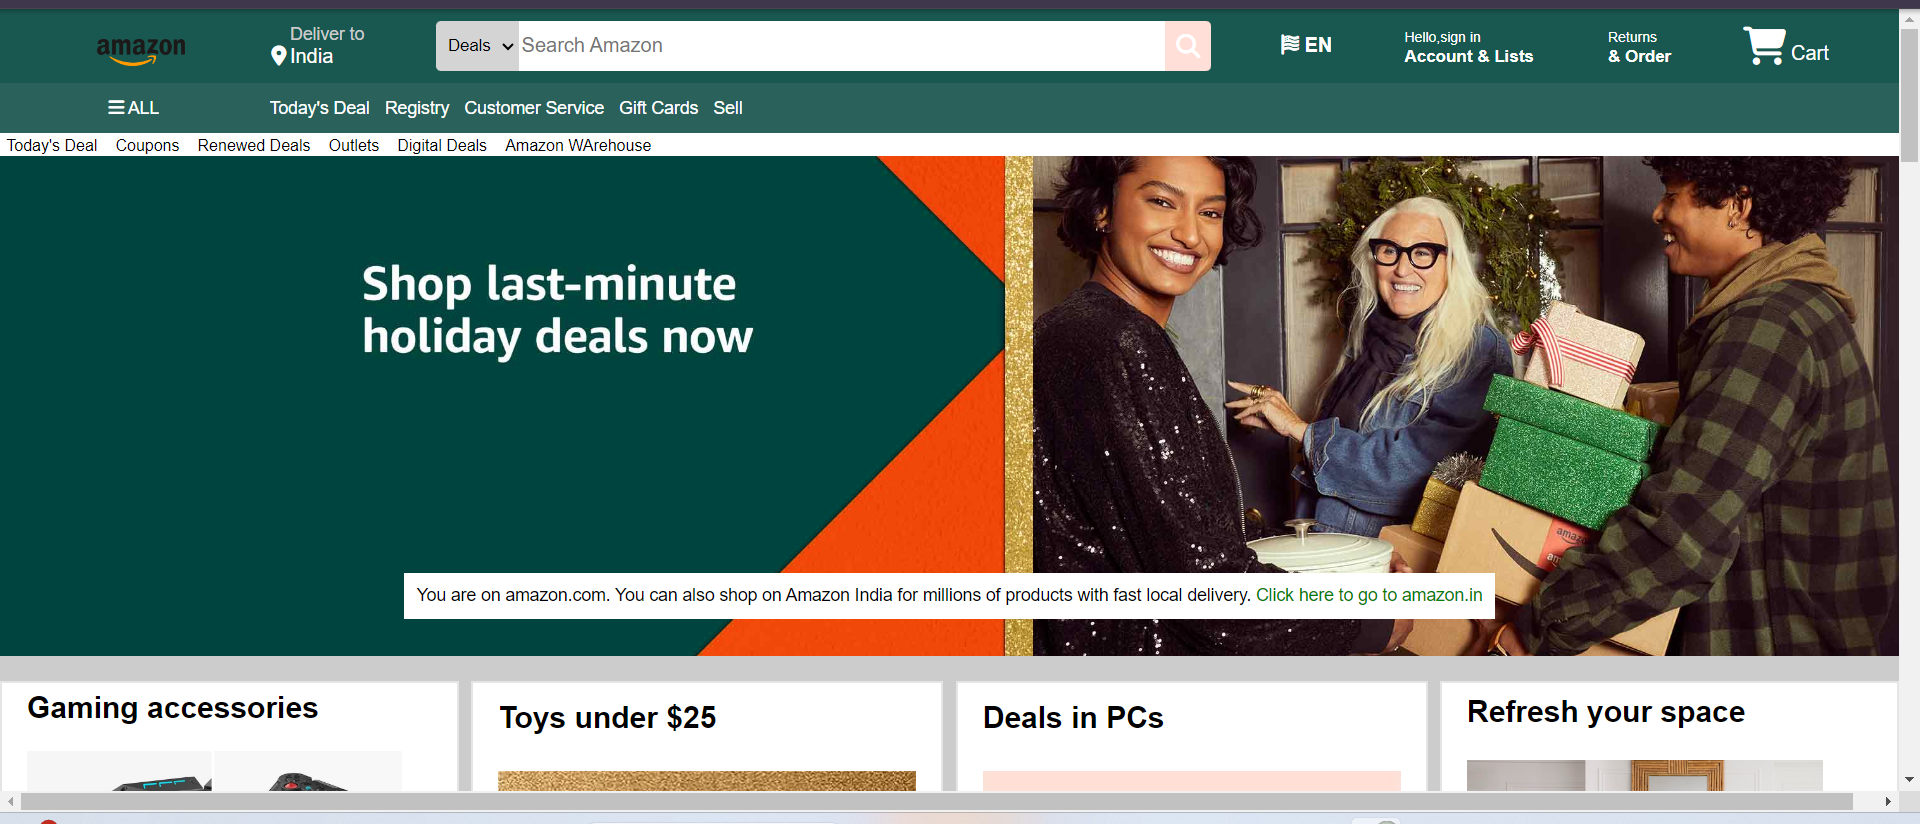 amazon
Deliver to
India
Deals
Search Amazon
EN
Hello,sign in
Account & Lists
Returns
& Order
Cart
ALL
Today's Deal Registry Customer Service Gift Cards Sell
Today's Deal Coupons Renewed Deals Outlets Digital Deals Amazon WArehouse
Shop last-minute
holiday deals now
You are on amazon.com. You can also shop on Amazon India for millions of products with fast local delivery. Click here to go to amazon.in
Gaming accessories
Toys under $25
Deals in PCs
Refresh your space